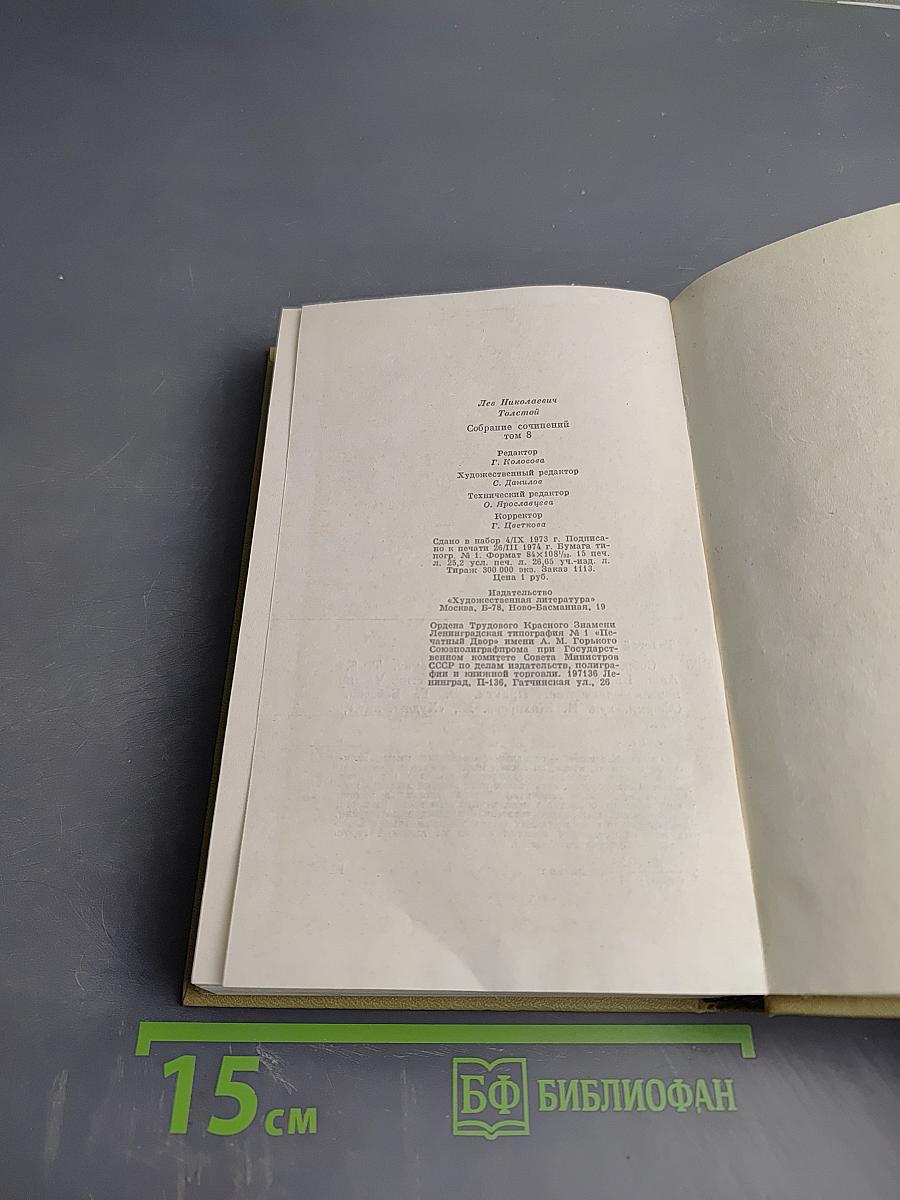 Лев Николаевич
Толстой
Собрание сочинений
том 8
Редактор
Г. Колосова
Художественный редактор
С. Данилов
Технический редактор
О. Ярославцева
Корректор
Г. Цветкова
Сдано в набор 4/IX 1973 г. Подписа-
но к печати 26/III 1974 г. Бумага ти-
погр. № 1. Формат 84×108¹/₃₂. 15 печ.
л. 25,2 усл. печ. л. 26,65 уч.-изд. л.
Тираж 300 000 экз. Заказ 1113.
Цена 1 руб.
Издательство
«Художественная литература»
Москва, Б-78, Ново-Басманная, 19
Ордена Трудового Красного Знамени
Ленинградская типография № 1 «Пе-
чатный Двор» имени А. М. Горького
Союзполиграфпрома при Государст-
венном комитете Совета Министров
СССР по делам издательств, полигра-
фии и книжной торговли. 197136 Ле-
нинград, П-136, Гатчинская ул., 26
15 см
БФ БИБЛИОФАН